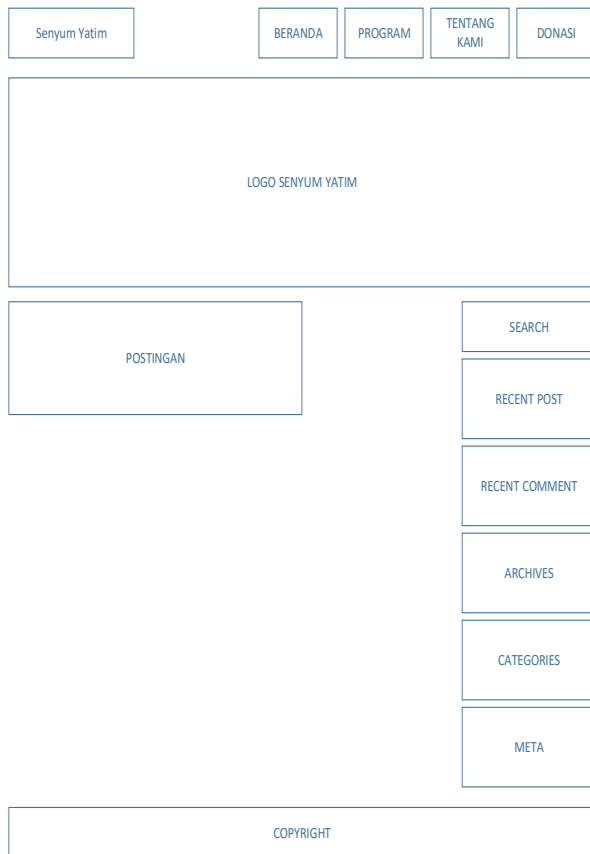 Senyum Yatim
BERANDA
PROGRAM
TENTANG
KAMI
DONASI
LOGO SENYUM YATIM
POSTINGAN
SEARCH
RECENT POST
RECENT COMMENT
ARCHIVES
CATEGORIES
META
COPYRIGHT